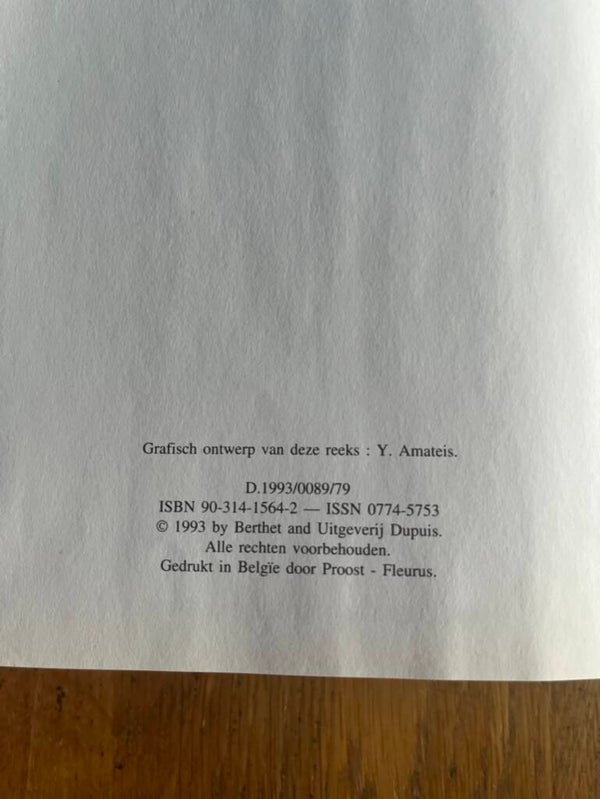 Grafisch ontwerp van deze reeks : Y. Amateis.
D.1993/0089/79
ISBN 90-314-1564-2 — ISSN 0774-5753
© 1993 by Berthet and Uitgeverij Dupuis.
Alle rechten voorbehouden.
Gedrukt in Belgïe door Proost - Fleurus.